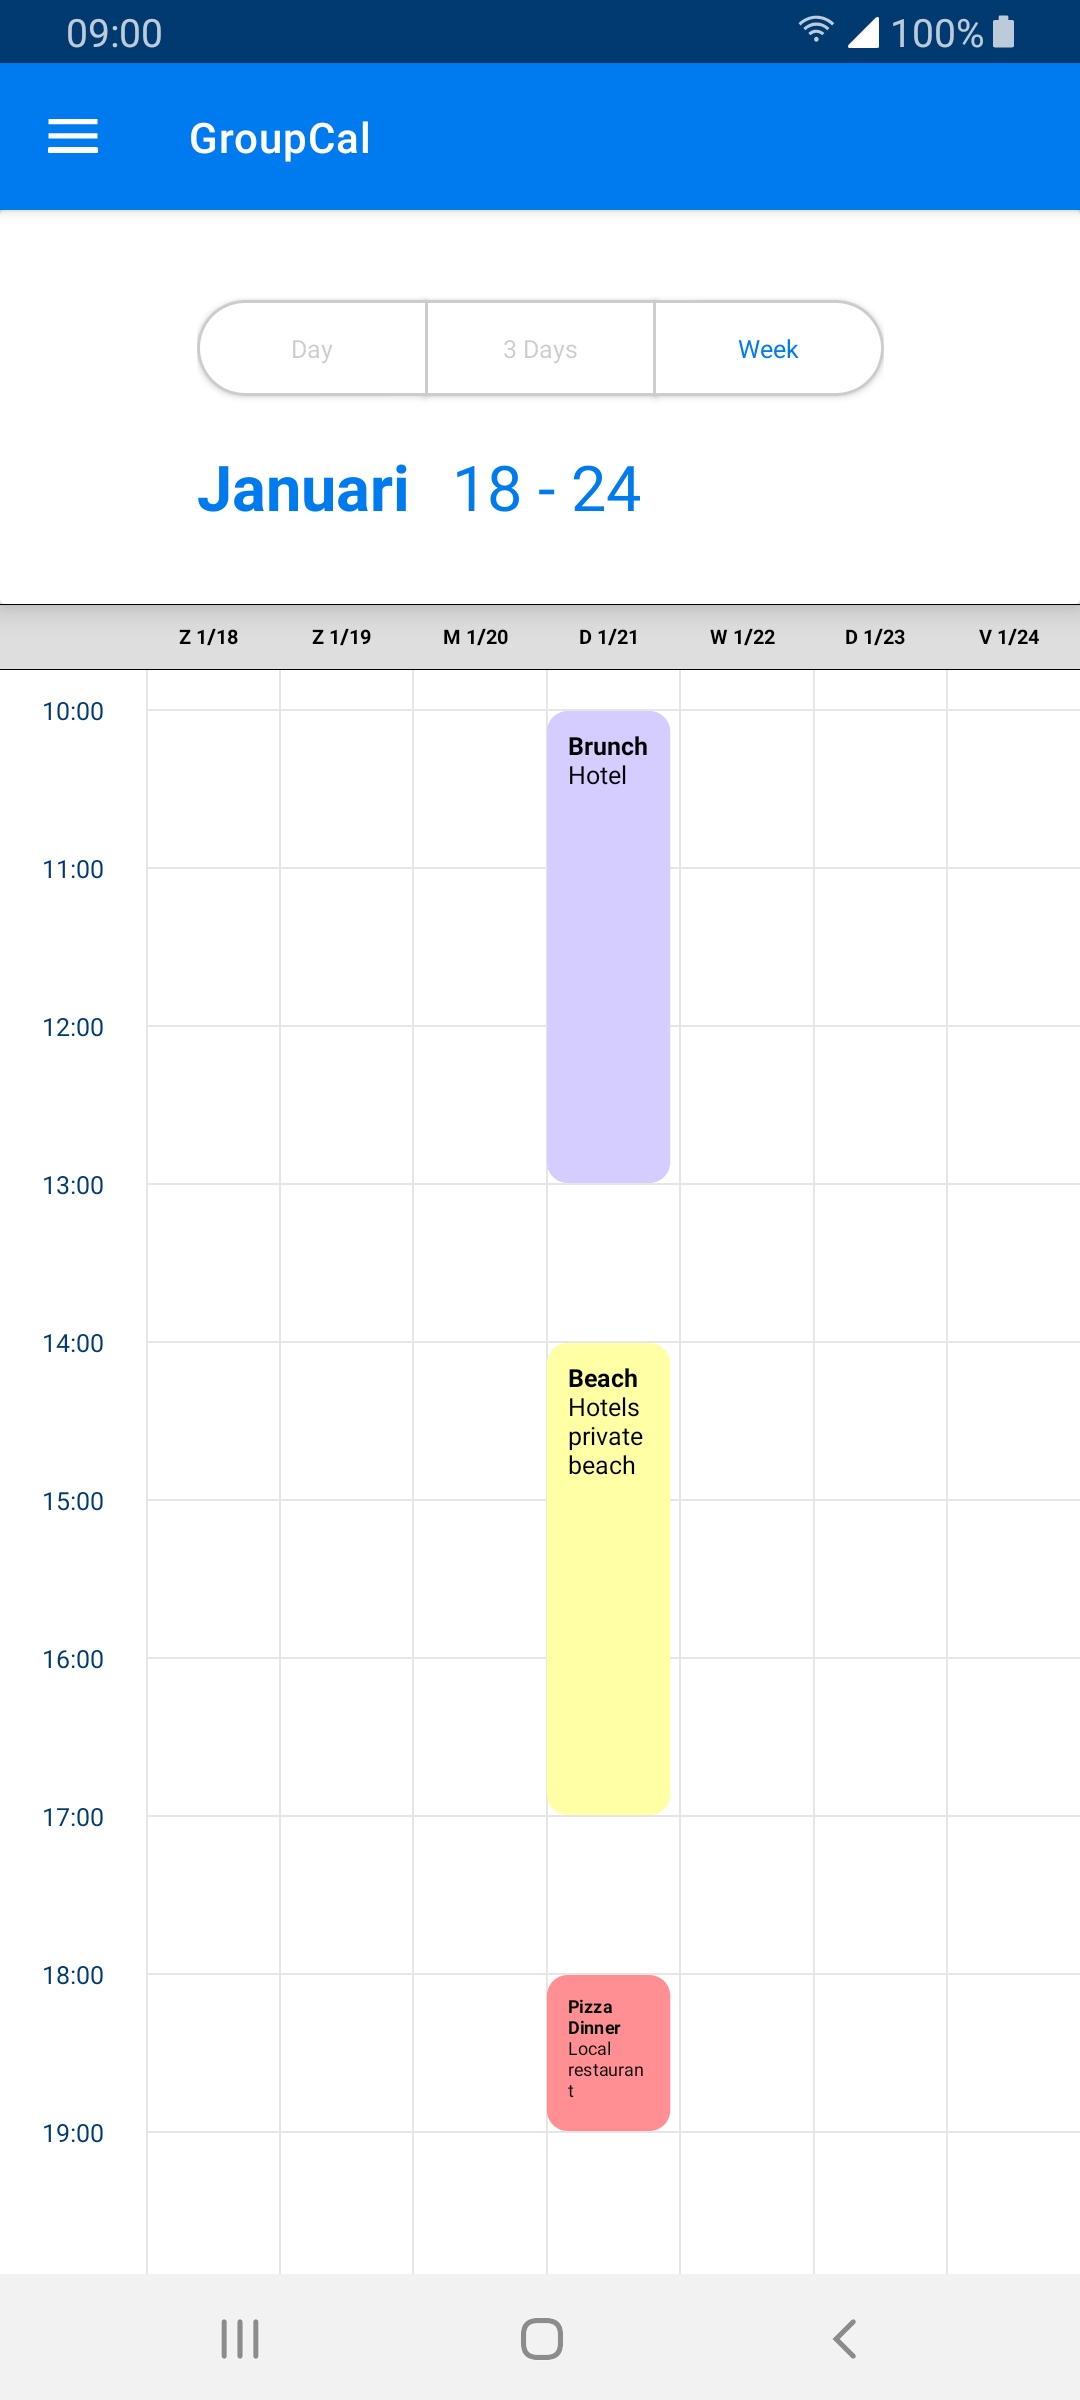 09:00 100%
GroupCal
Day 3 Days Week
Januari 18 - 24
Z 1/18 Z 1/19 M 1/20 D 1/21 W 1/22 D 1/23 V 1/24
10:00
Brunch
Hotel
11:00
12:00
13:00
14:00
Beach
Hotels
private
beach
15:00
16:00
17:00
18:00
Pizza
Dinner
Local
restauran
t
19:00